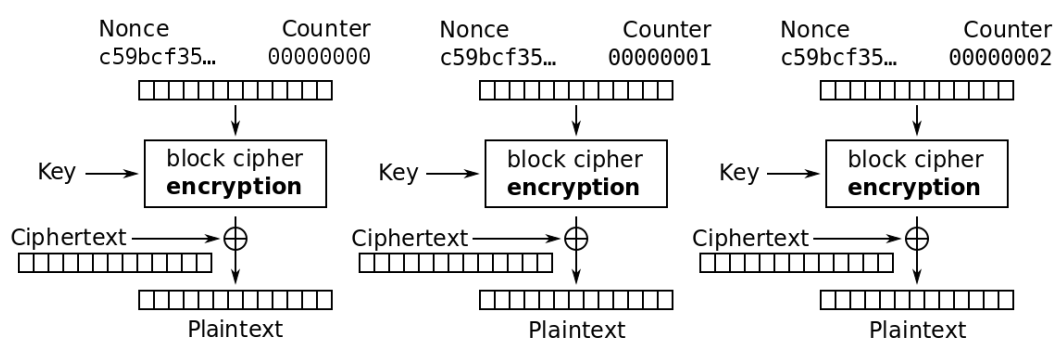 Nonce Counter Nonce Counter Nonce Counter
c59bcf35… 00000000 c59bcf35… 00000001 c59bcf35… 00000002
block cipher block cipher block cipher
Key encryption Key encryption Key encryption
Ciphertext Ciphertext Ciphertext
Plaintext Plaintext Plaintext